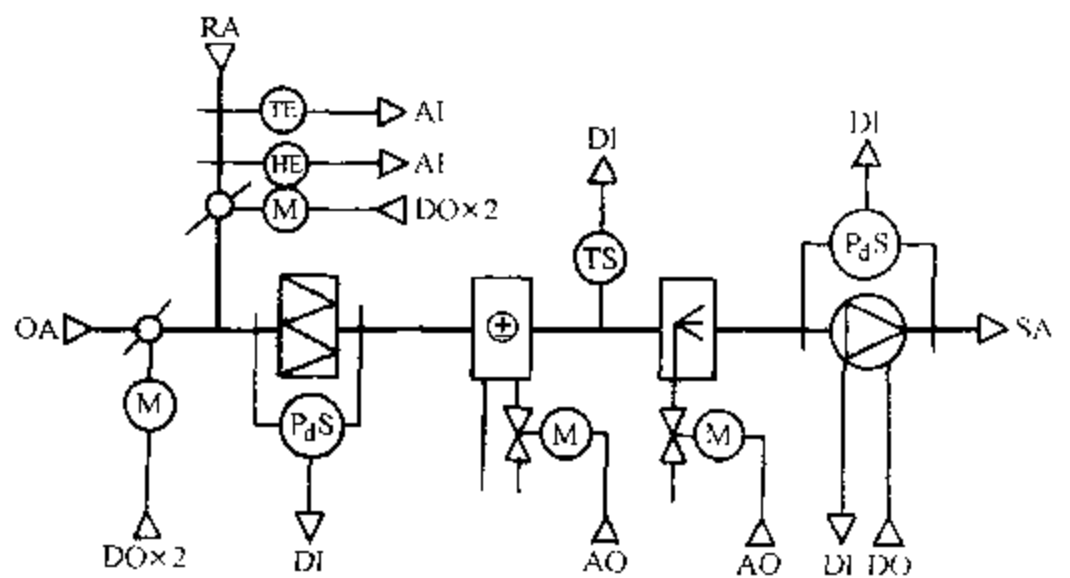 RA
TE AI
HE AI
M DO×2
DI
DI
TS
PdS
OA
SA
M
PdS
M
M
DO×2
DI
AO
AO
DI DO